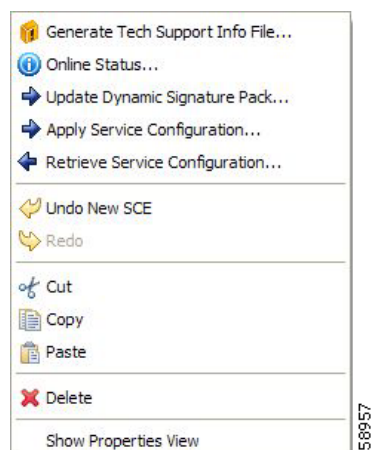 Generate Tech Support Info File...
Online Status...
Update Dynamic Signature Pack...
Apply Service Configuration...
Retrieve Service Configuration...
Undo New SCE
Redo
Cut
Copy
Paste
Delete
Show Properties View
58957